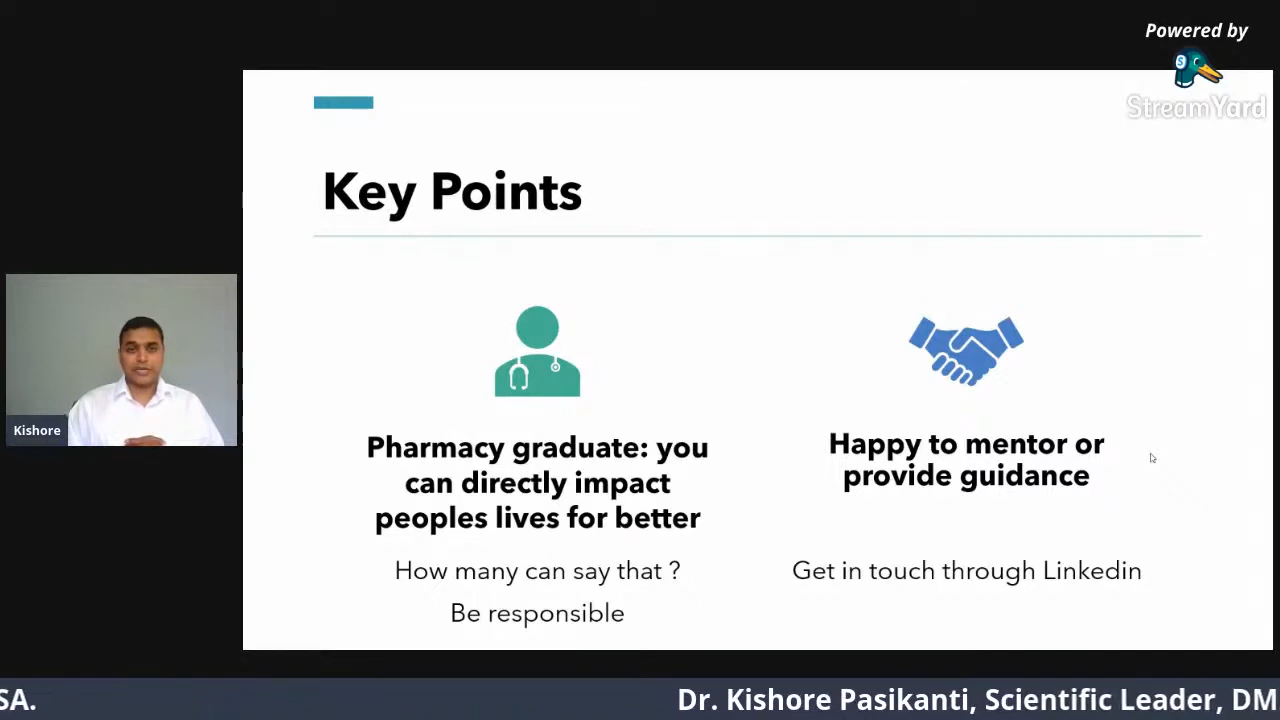 Powered by
StreamYard
Key Points
Pharmacy graduate: you
can directly impact
peoples lives for better
How many can say that ?
Be responsible
Happy to mentor or
provide guidance
Get in touch through Linkedin
Kishore
SA. Dr. Kishore Pasikanti, Scientific Leader, DM